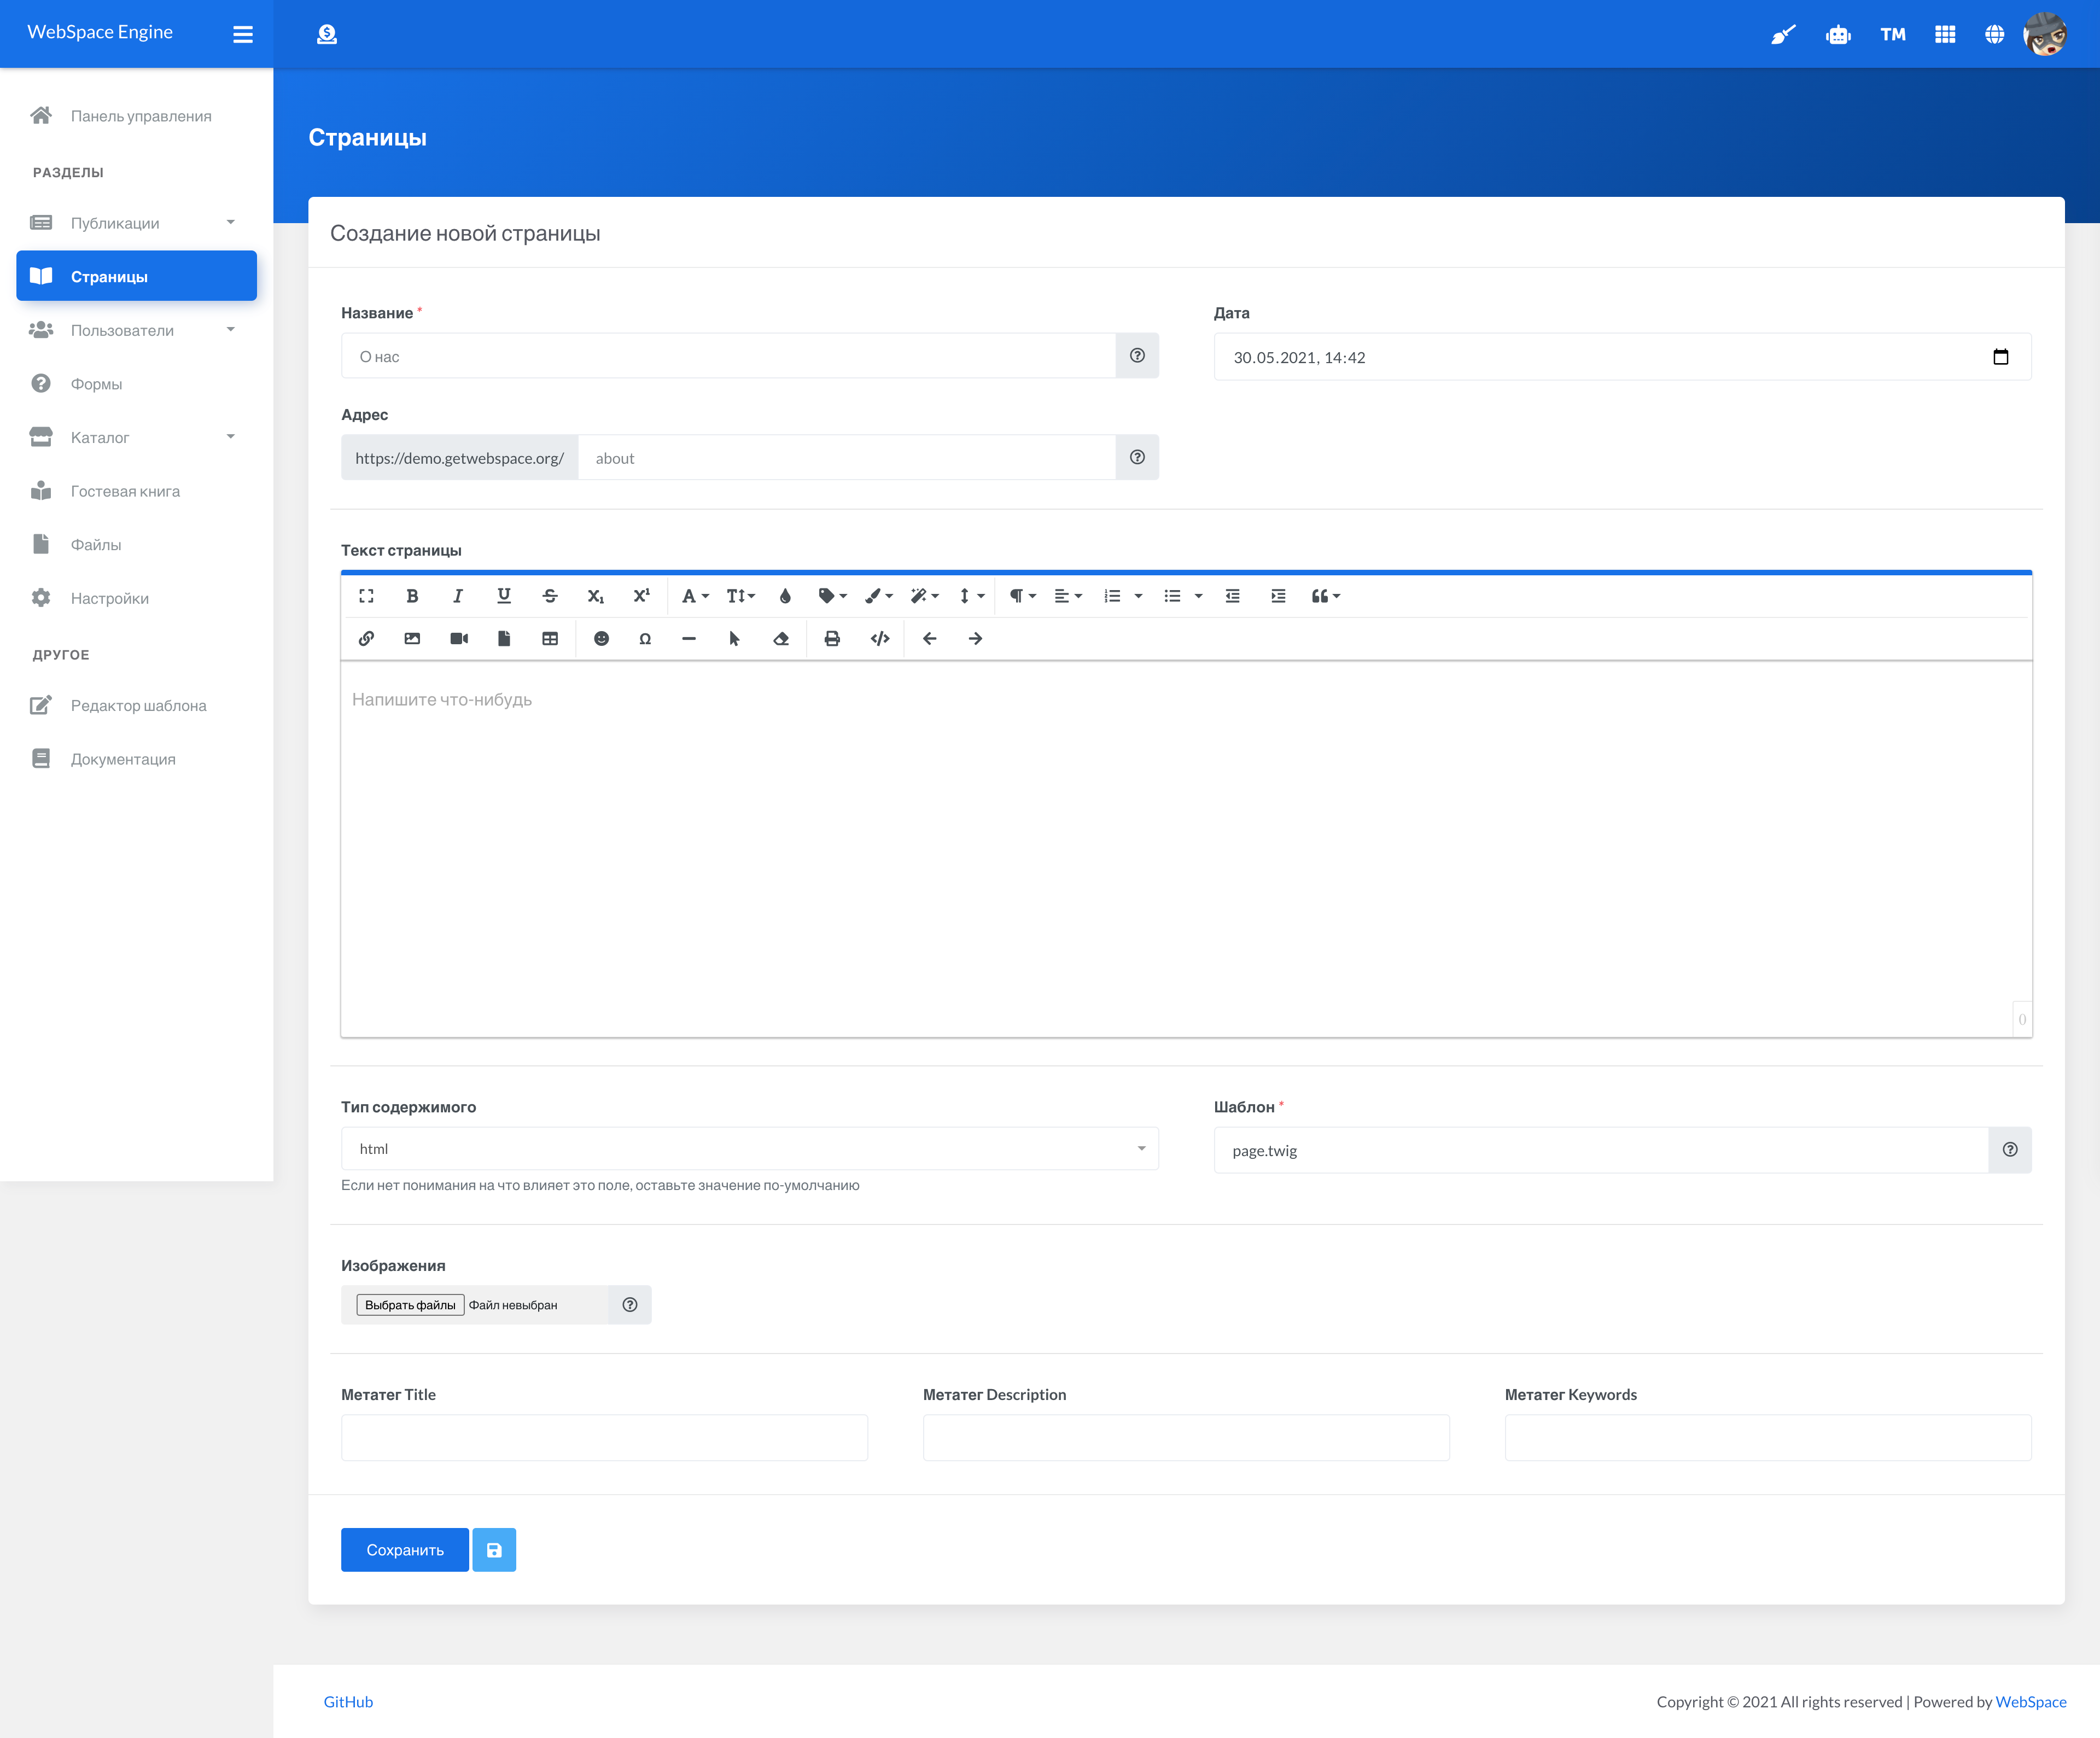 WebSpace Engine
TM
Панель управления
РАЗДЕЛЫ
Публикации
Страницы
Пользователи
Формы
Каталог
Гостевая книга
Файлы
Настройки
ДРУГОЕ
Редактор шаблона
Документация
Страницы
Создание новой страницы
Название *
О нас
Дата
30.05.2021, 14:42
Адрес
https://demo.getwebspace.org/
about
Текст страницы
Напишите что-нибудь
0
Тип содержимого
html
Если нет понимания на что влияет это поле, оставьте значение по-умолчанию
Шаблон *
page.twig
Изображения
Выбрать файлы Файл невыбран
Метатег Title
Метатег Description
Метатег Keywords
Сохранить
GitHub
Copyright © 2021 All rights reserved | Powered by WebSpace